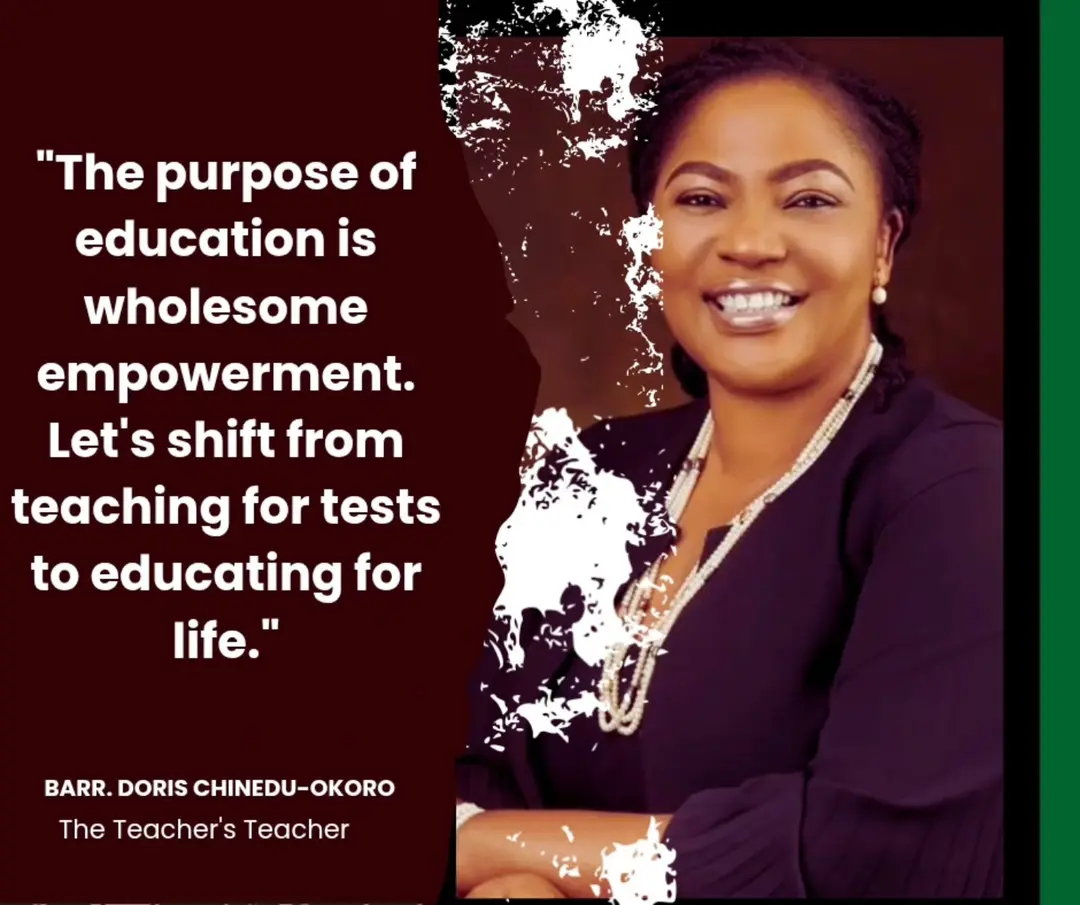 "The purpose of
education is
wholesome
empowerment.
Let's shift from
teaching for tests
to educating for
life."
BARR. DORIS CHINEDU-OKORO
The Teacher's Teacher